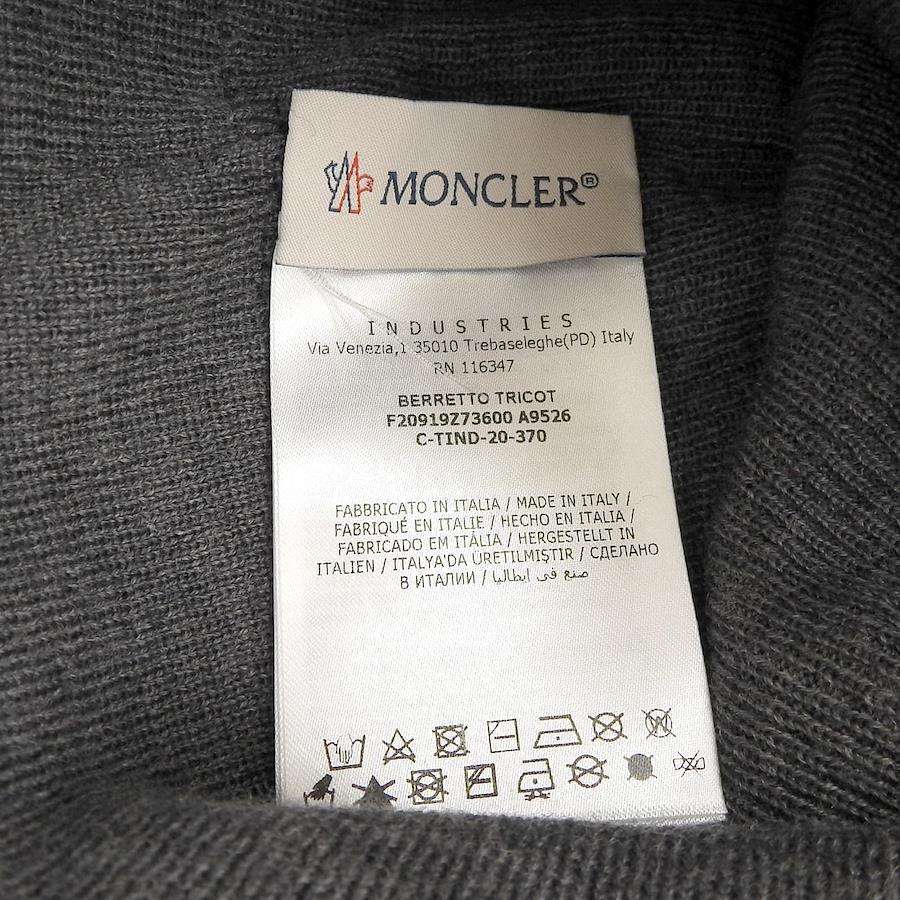 MONCLER®
INDUSTRIES
Via Venezia,1 35010 Trebaseleghe(PD) Italy
RN 116347
BERRETTO TRICOT
F20919Z73600 A9526
C-TIND-20-370
FABBRICATO IN ITALIA / MADE IN ITALY /
FABRIQUÉ EN ITALIE / HECHO EN ITALIA /
FABRICADO EM ITÁLIA / HERGESTELLT IN
ITALIEN / ITALYA'DA ÜRETILMIŞTIR / СДЕЛАНО
В ИТАЛИИ / صنع في ايطاليا